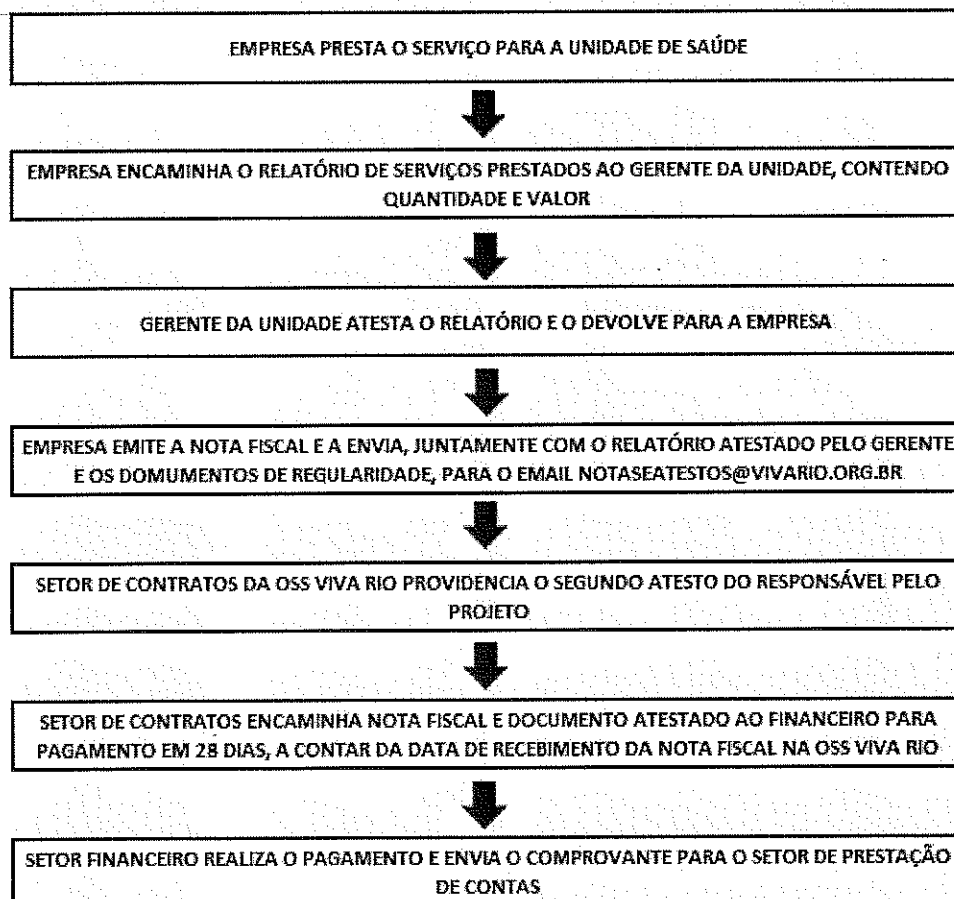 EMPRESA PRESTA O SERVIÇO PARA A UNIDADE DE SAÚDE
EMPRESA ENCAMINHA O RELATÓRIO DE SERVIÇOS PRESTADOS AO GERENTE DA UNIDADE, CONTENDO
QUANTIDADE E VALOR
GERENTE DA UNIDADE ATESTA O RELATÓRIO E O DEVOLVE PARA A EMPRESA
EMPRESA EMITE A NOTA FISCAL E A ENVIA, JUNTAMENTE COM O RELATÓRIO ATESTADO PELO GERENTE
E OS DOMUMENTOS DE REGULARIDADE, PARA O EMAIL NOTASEATESTOS@VIVARIO.ORG.BR
SETOR DE CONTRATOS DA OSS VIVA RIO PROVIDENCIA O SEGUNDO ATESTO DO RESPONSÁVEL PELO
PROJETO
SETOR DE CONTRATOS ENCAMINHA NOTA FISCAL E DOCUMENTO ATESTADO AO FINANCEIRO PARA
PAGAMENTO EM 28 DIAS, A CONTAR DA DATA DE RECEBIMENTO DA NOTA FISCAL NA OSS VIVA RIO
SETOR FINANCEIRO REALIZA O PAGAMENTO E ENVIA O COMPROVANTE PARA O SETOR DE PRESTAÇÃO
DE CONTAS